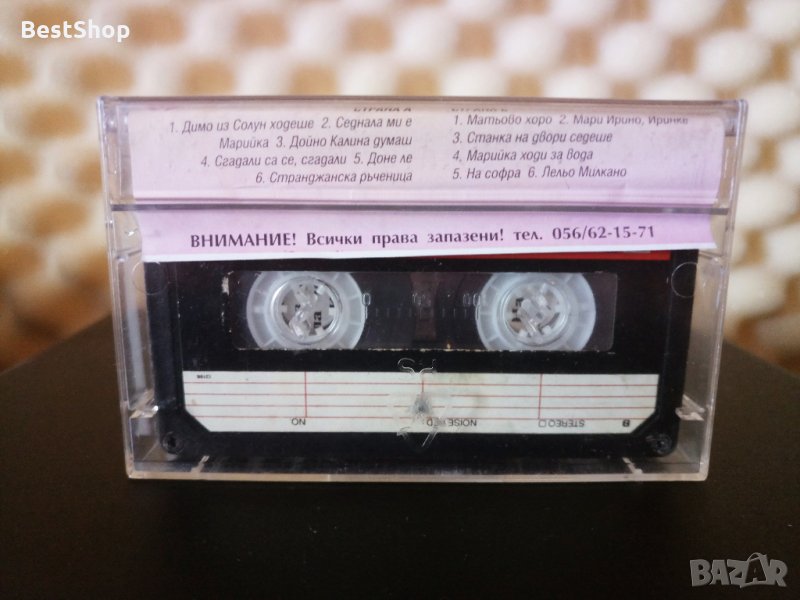 BestShop
СТРАНА А
1. Димо из Солун ходеше 2. Седнала ми е
Марийка 3. Дойно Калина думаш
4. Сгадали са се, сгадали 5. Доне ле
6. Странджанска ръченица
СТРАНА Б
1. Матьово хоро 2. Мари Ирино, Иринке
3. Станка на двори седеше
4. Марийка ходи за вода
5. На софра 6. Лельо Милкано
ВНИМАНИЕ! Всички права запазени! тел. 056/62-15-71
NO
NOISE RED
STEREO
2
BAZAR